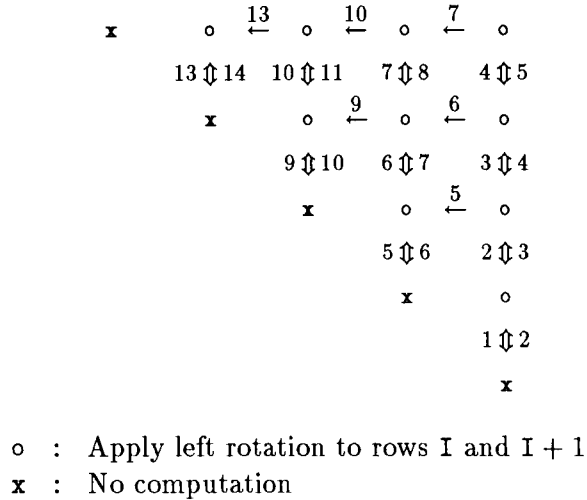 13 10 7
x o ← o ← o ← o
13 ⇕ 14 10 ⇕ 11 7 ⇕ 8 4 ⇕ 5
9 6
x o ← o ← o
9 ⇕ 10 6 ⇕ 7 3 ⇕ 4
5
x o ← o
5 ⇕ 6 2 ⇕ 3
x o
1 ⇕ 2
x
o : Apply left rotation to rows I and I + 1
x : No computation